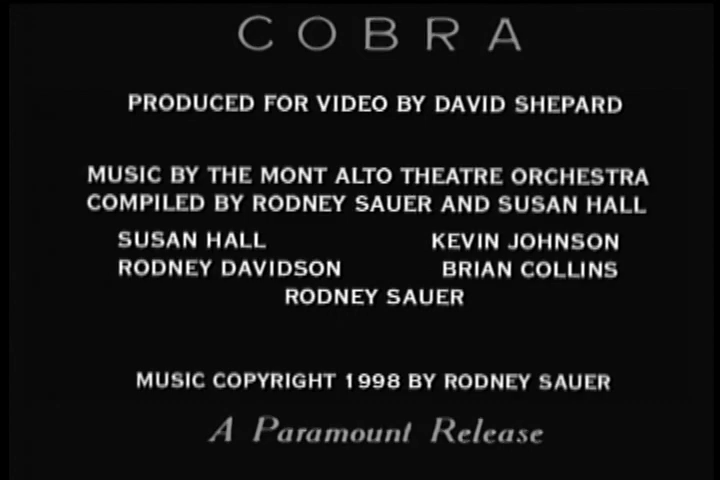 COBRA
PRODUCED FOR VIDEO BY DAVID SHEPARD
MUSIC BY THE MONT ALTO THEATRE ORCHESTRA
COMPILED BY RODNEY SAUER AND SUSAN HALL
SUSAN HALL KEVIN JOHNSON
RODNEY DAVIDSON BRIAN COLLINS
RODNEY SAUER
MUSIC COPYRIGHT 1998 BY RODNEY SAUER
A Paramount Release